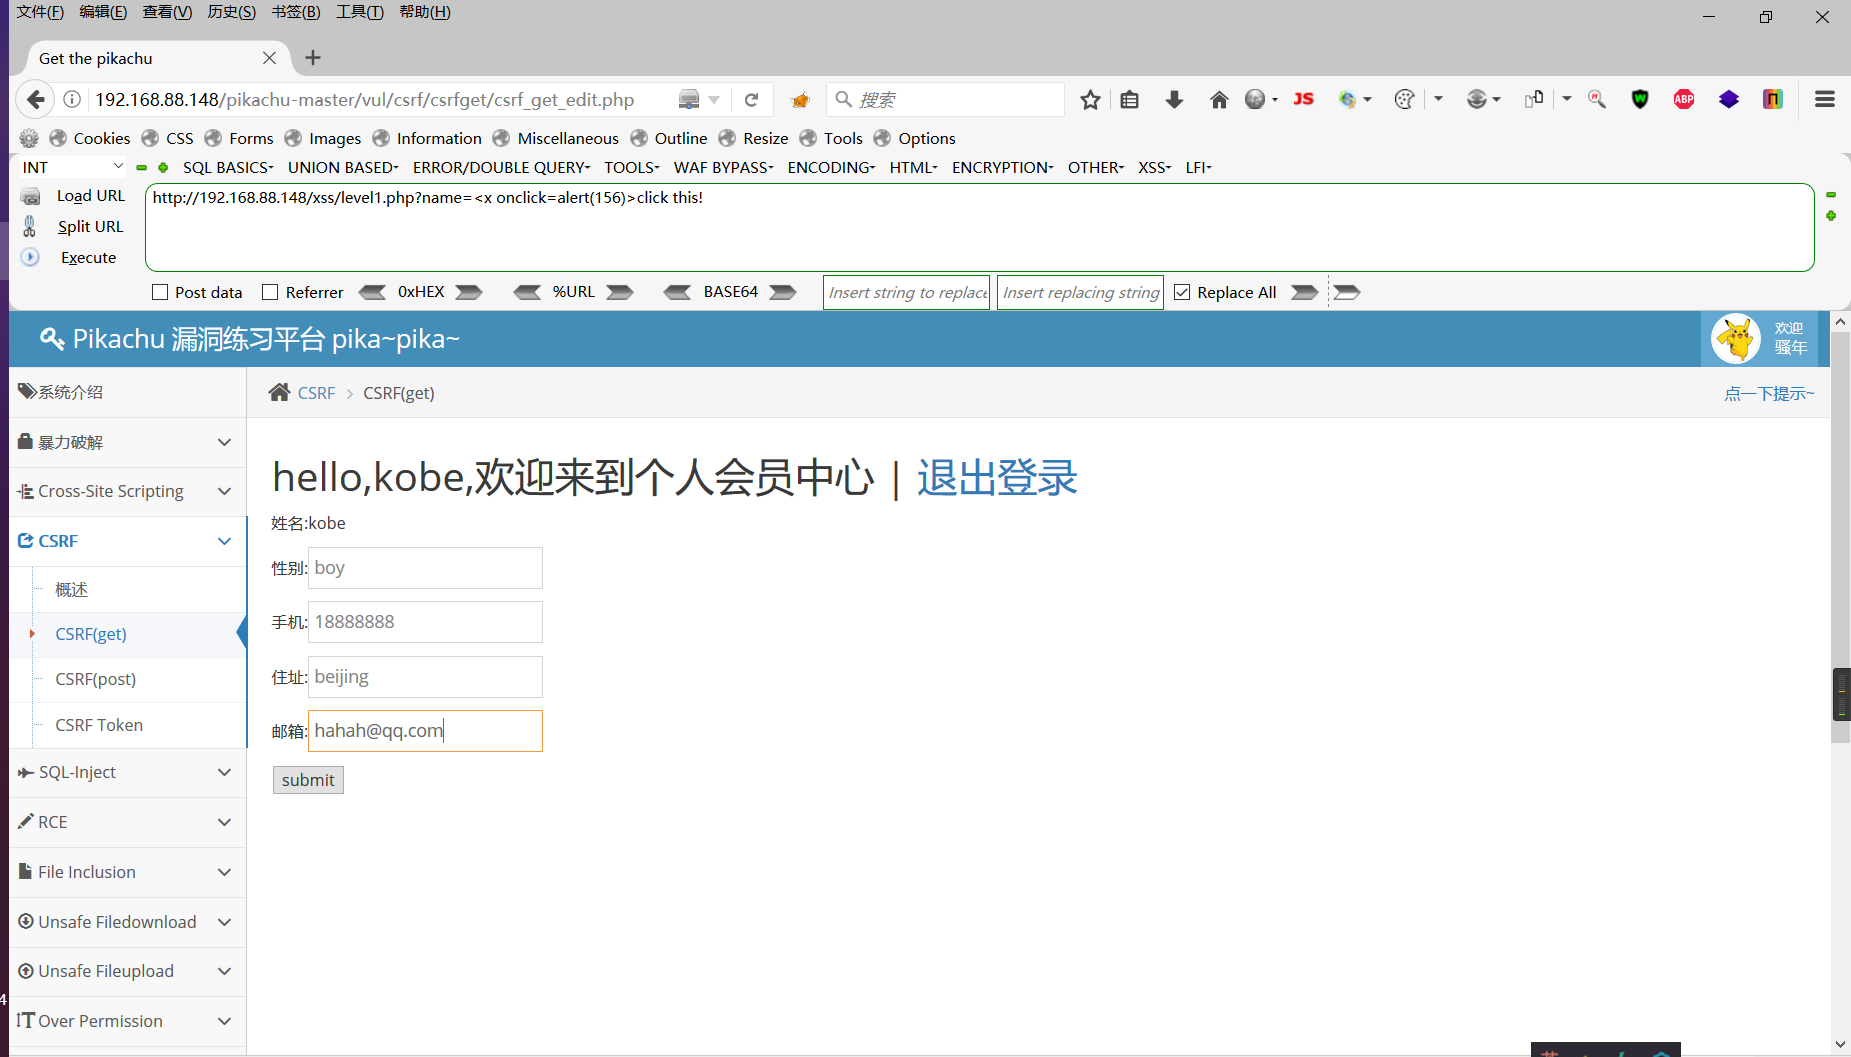 文件(F) 编辑(E) 查看(V) 历史(S) 书签(B) 工具(T) 帮助(H)
Get the pikachu
192.168.88.148/pikachu-master/vul/csrf/csrfget/csrf_get_edit.php 搜索 JS ABP
Cookies CSS Forms Images Information Miscellaneous Outline Resize Tools Options
INT SQL BASICS UNION BASED ERROR/DOUBLE QUERY TOOLS WAF BYPASS ENCODING HTML ENCRYPTION OTHER XSS LFI
Load URL http://192.168.88.148/xss/level1.php?name=<x onclick=alert(156)>click this!
Split URL
Execute
Post data Referrer 0xHEX %URL BASE64 Insert string to replace Insert replacing string Replace All
Pikachu 漏洞练习平台 pika~pika~ 欢迎
骚年
系统介绍
CSRF CSRF(get) 点一下提示~
暴力破解
Cross-Site Scripting
CSRF
概述
CSRF(get)
CSRF(post)
CSRF Token
SQL-Inject
RCE
File Inclusion
Unsafe Filedownload
Unsafe Fileupload
Over Permission
hello,kobe,欢迎来到个人会员中心 | 退出登录
姓名:kobe
性别:boy
手机:18888888
住址:beijing
邮箱:hahah@qq.com
submit
4